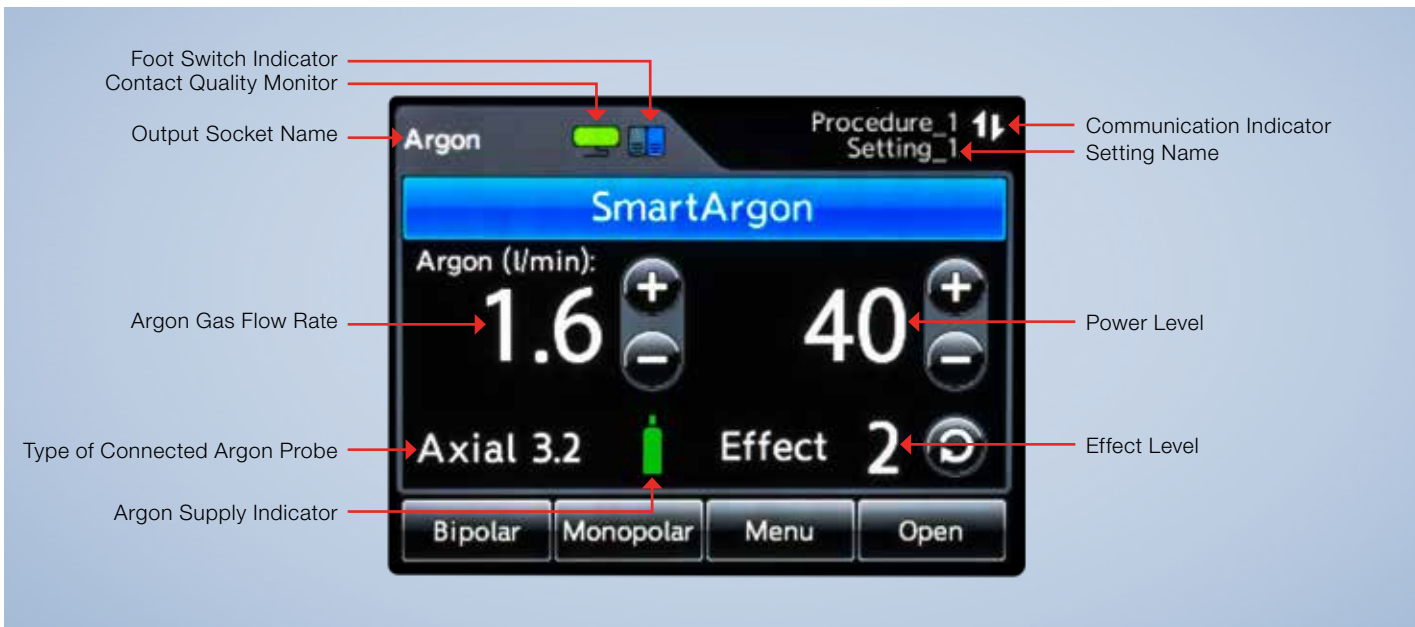 Foot Switch Indicator
Contact Quality Monitor
Output Socket Name
Argon Gas Flow Rate
Type of Connected Argon Probe
Argon Supply Indicator
Argon
Procedure_1
Setting_1
SmartArgon
Argon (l/min):
1.6
+
−
40
+
−
Axial 3.2
Effect 2
Bipolar
Monopolar
Menu
Open
Communication Indicator
Setting Name
Power Level
Effect Level